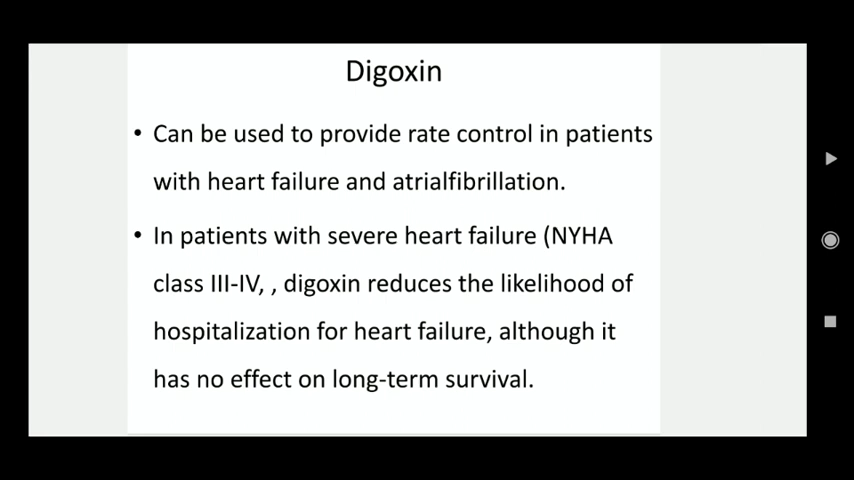 Digoxin
• Can be used to provide rate control in patients
with heart failure and atrialfibrillation.
• In patients with severe heart failure (NYHA
class III-IV, , digoxin reduces the likelihood of
hospitalization for heart failure, although it
has no effect on long-term survival.